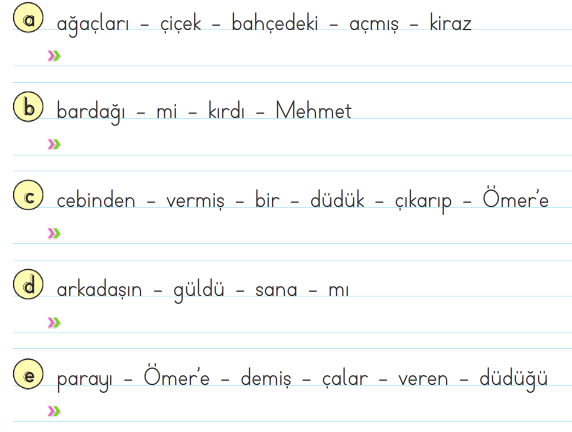 a ağaçları – çiçek – bahçedeki – açmış – kiraz
b bardağı – mi – kırdı – Mehmet
c cebinden – vermiş – bir – düdük – çıkarıp – Ömer'e
d arkadaşın – güldü – sana – mı
e parayı – Ömer'e – demiş – çalar – veren – düdüğü